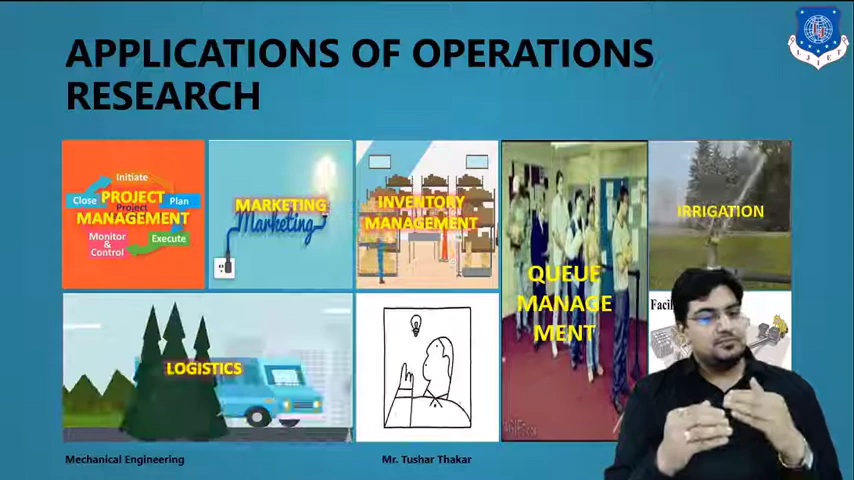 APPLICATIONS OF OPERATIONS
RESEARCH
LJIET
Initiate
Close
PROJECT
Project
Plan
MANAGEMENT
Monitor
&
Control
Execute
MARKETING
Marketing
INVENTORY
MANAGEMENT
QUEUE
MANAGE
MENT
IRRIGATION
Faci
LOGISTICS
Mechanical Engineering
Mr. Tushar Thakar